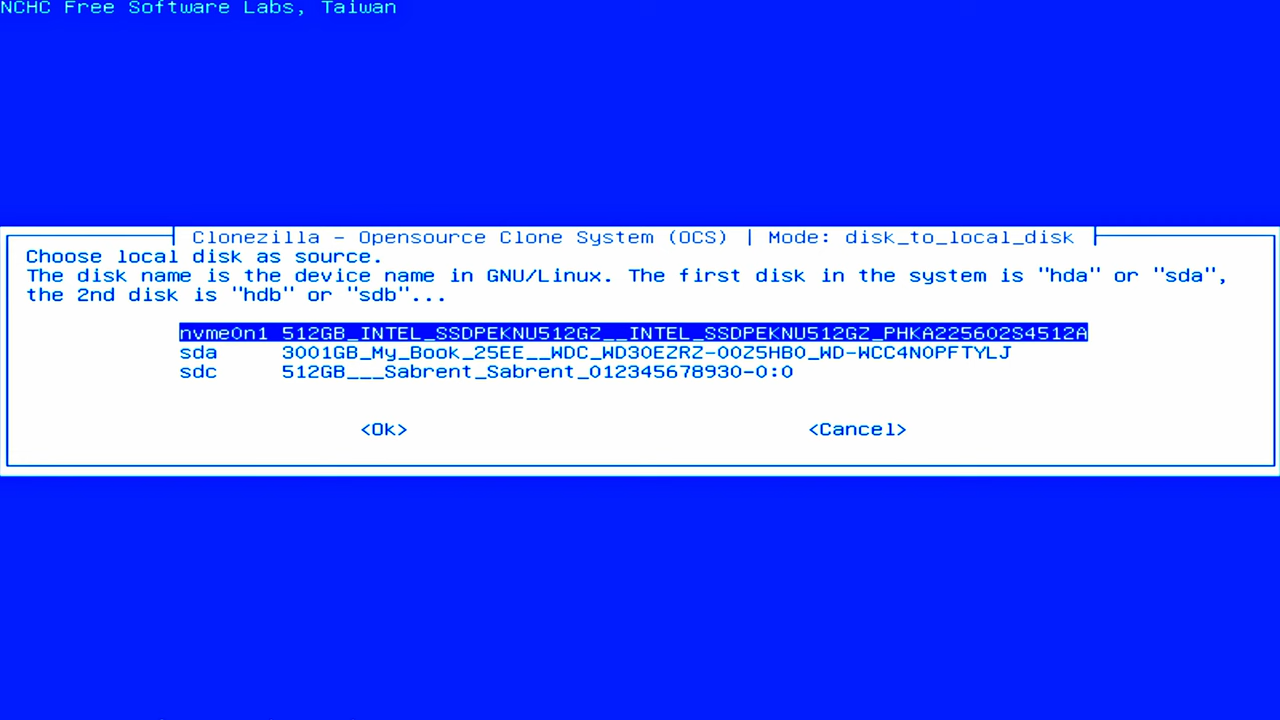 NCHC Free Software Labs, Taiwan
Clonezilla - Opensource Clone System (OCS) | Mode: disk_to_local_disk
Choose local disk as source.
The disk name is the device name in GNU/Linux. The first disk in the system is "hda" or "sda",
the 2nd disk is "hdb" or "sdb"...
nvme0n1 512GB_INTEL_SSDPEKNU512GZ__INTEL_SSDPEKNU512GZ_PHKA225602S4512A
sda 3001GB_My_Book_25EE__WDC_WD30EZRZ-00Z5HB0_WD-WCC4N0PFTYLJ
sdc 512GB___Sabrent_Sabrent_012345678930-0:0
<Ok> <Cancel>